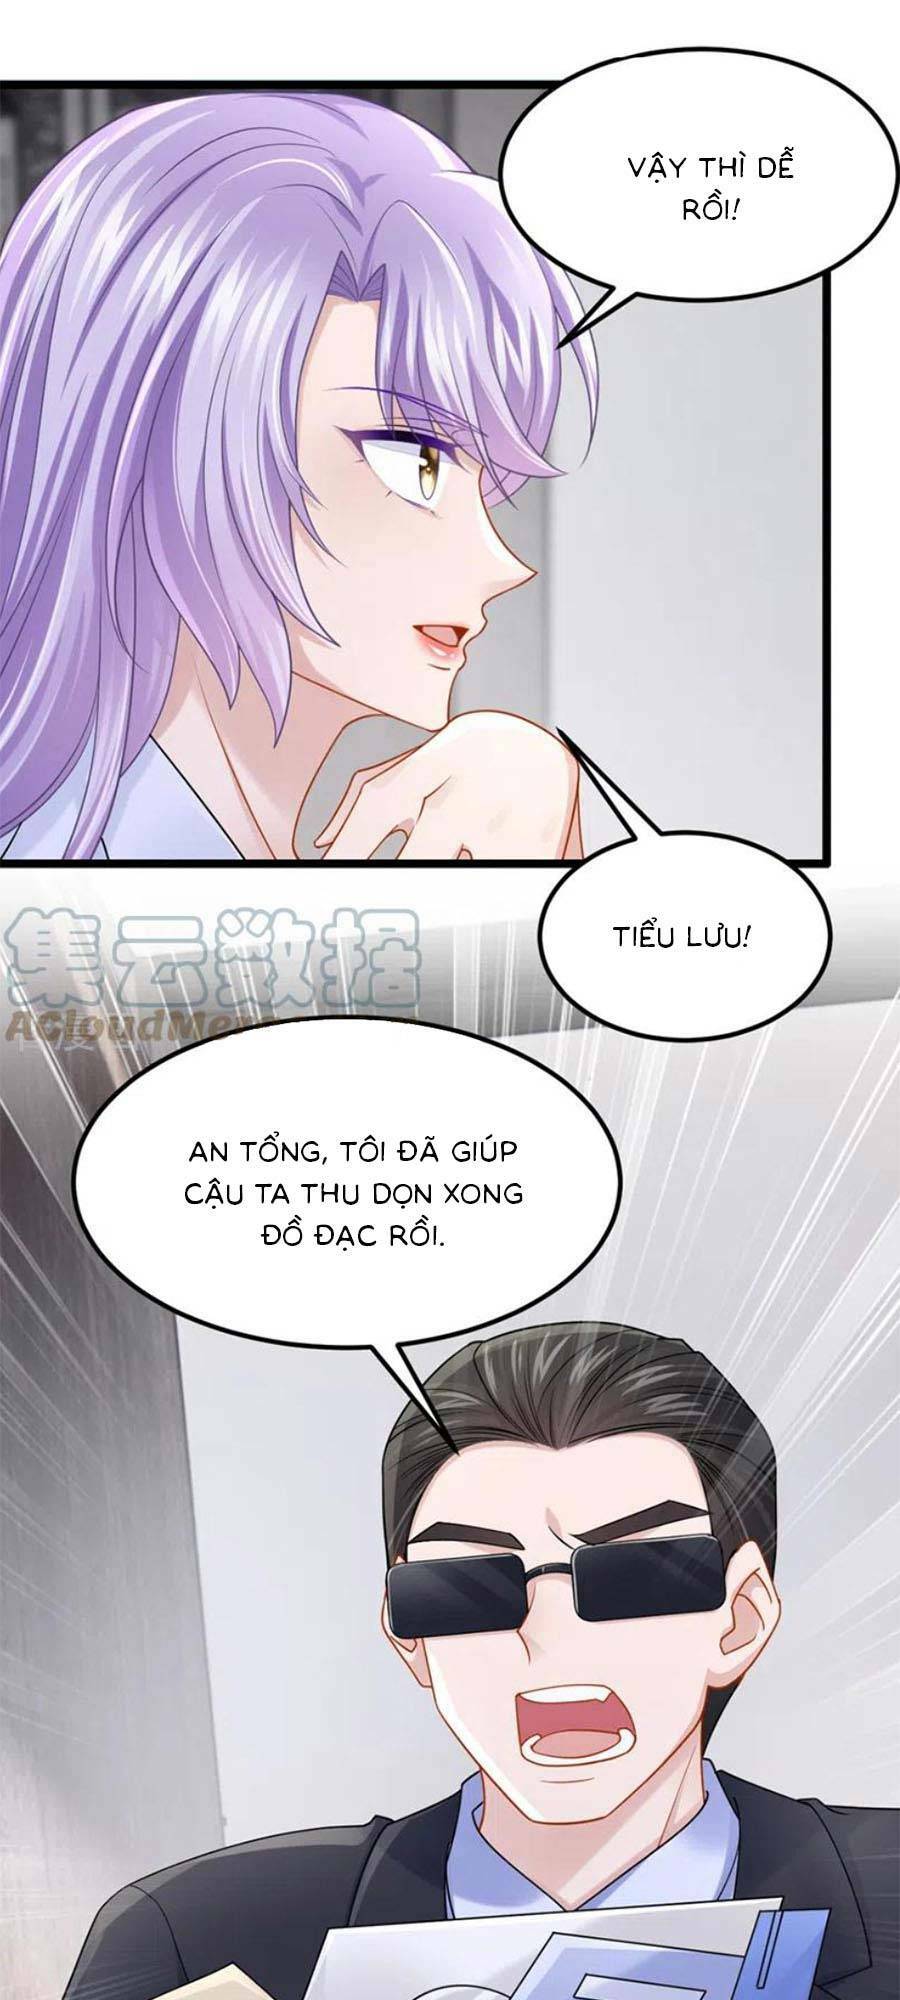 VẬY THÌ DỄ
RỒI!
TIỂU LƯU!
集云数据
ACloudMer
AN TỔNG, TÔI ĐÃ GIÚP
CẬU TA THU DỌN XONG
ĐỒ ĐẠC RỒI.